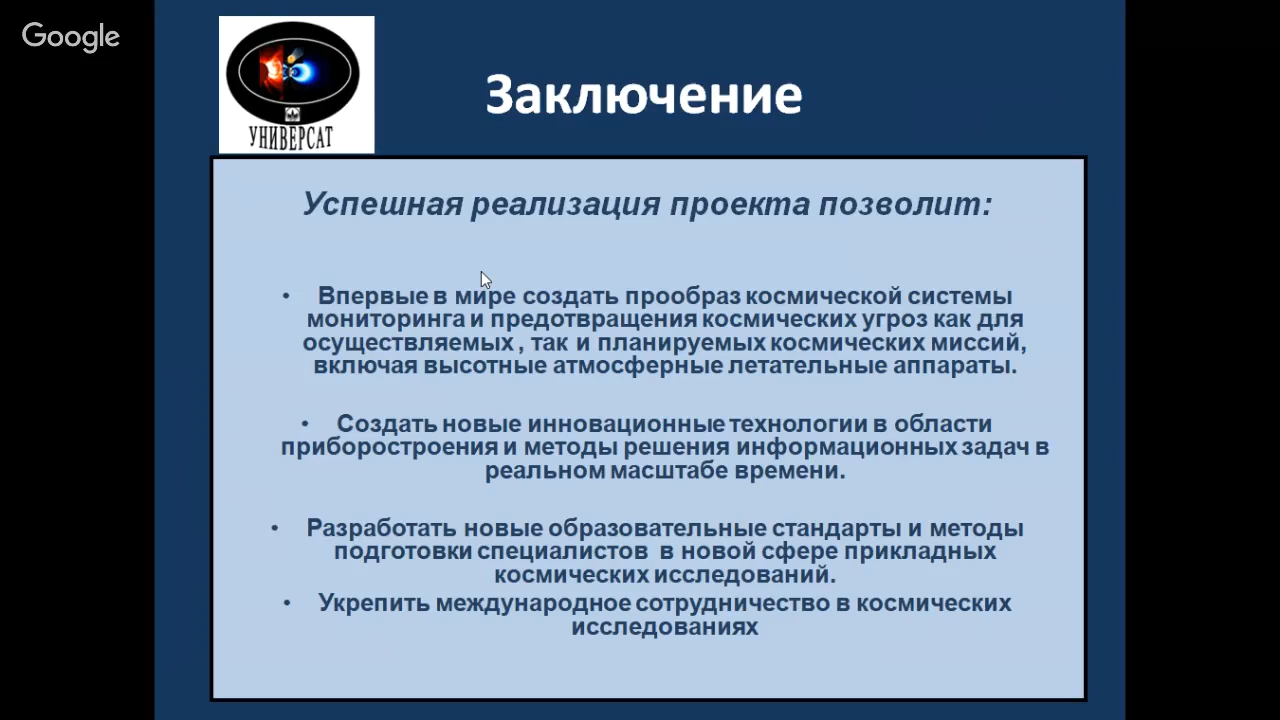 Google
УНИВЕРСАТ
Заключение
Успешная реализация проекта позволит:
• Впервые в мире создать прообраз космической системы
мониторинга и предотвращения космических угроз как для
осуществляемых , так и планируемых космических миссий,
включая высотные атмосферные летательные аппараты.
• Создать новые инновационные технологии в области
приборостроения и методы решения информационных задач в
реальном масштабе времени.
• Разработать новые образовательные стандарты и методы
подготовки специалистов в новой сфере прикладных
космических исследований.
• Укрепить международное сотрудничество в космических
исследованиях